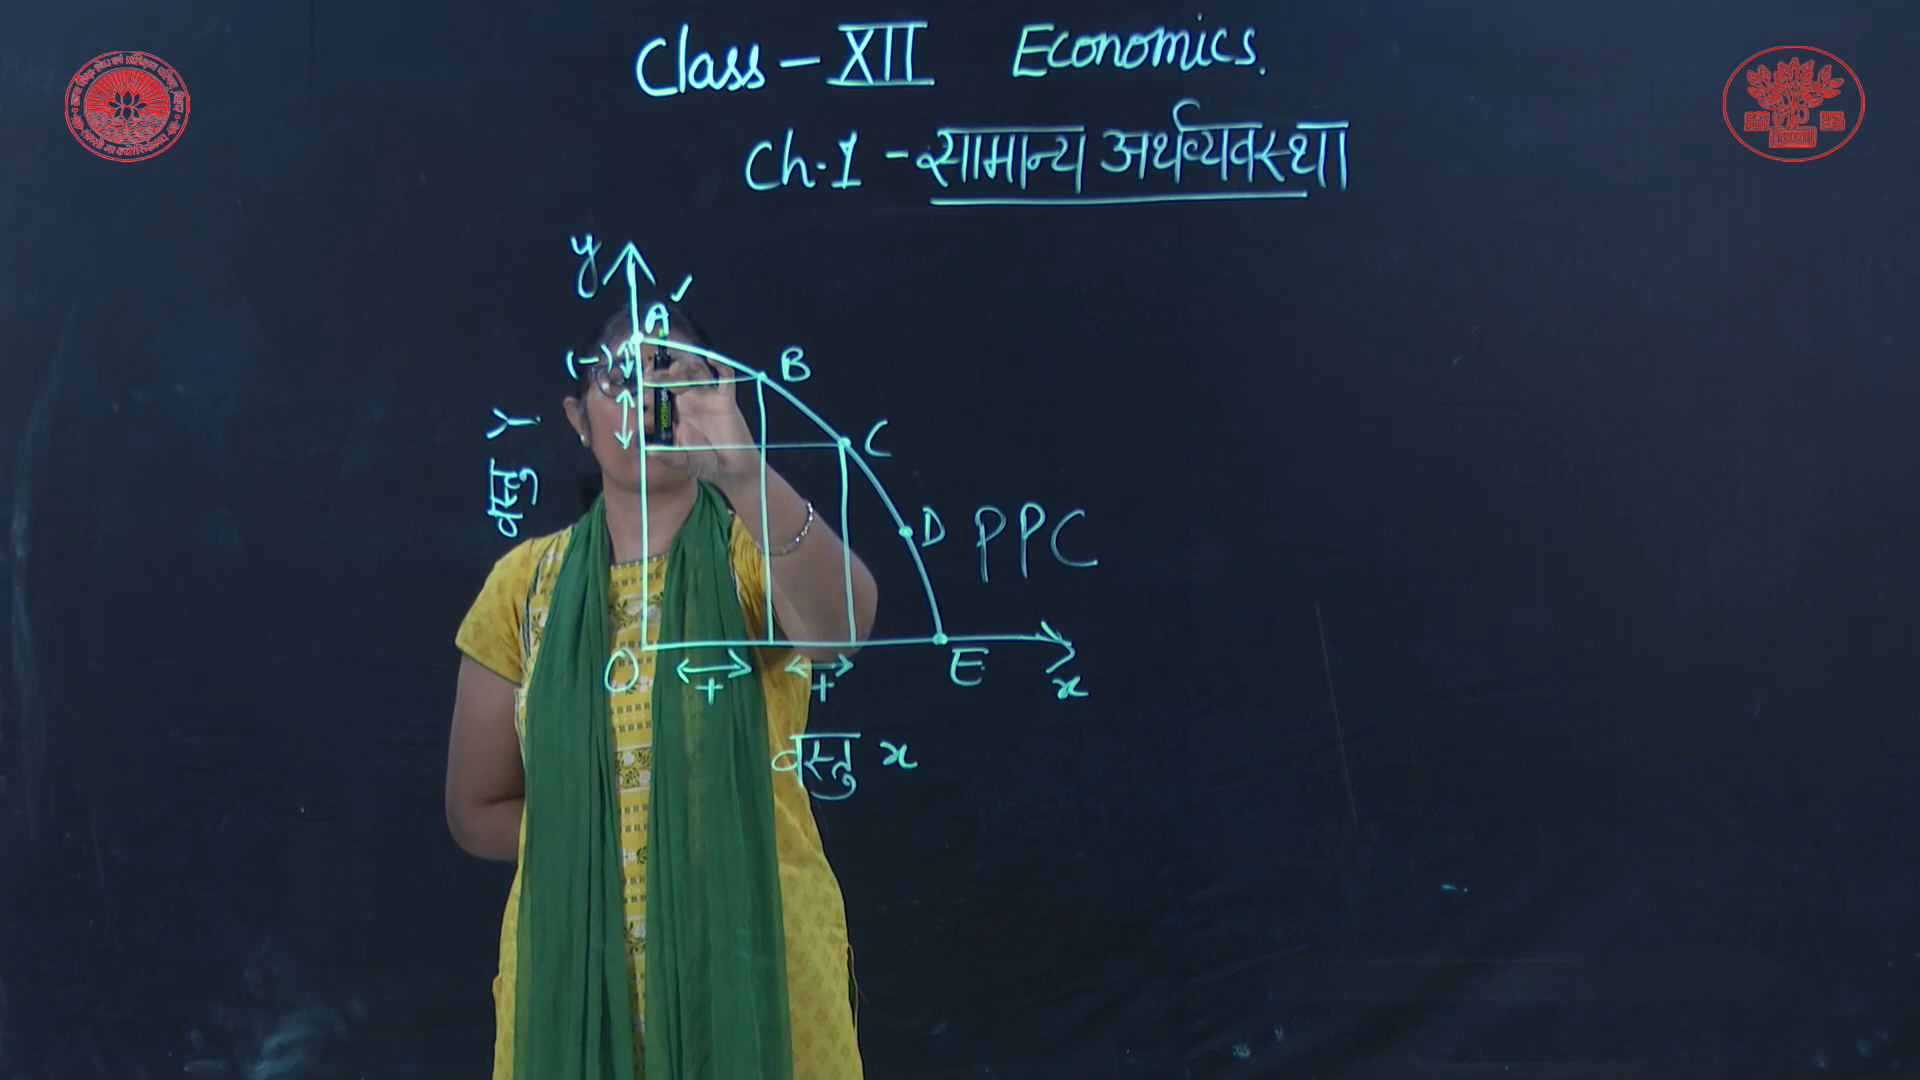 Class - XII Economics.
Ch.1 - सामान्य अर्थव्यवस्था
y
A
(-)
B
वस्तु Y
C
D PPC
O + + E x
वस्तु x